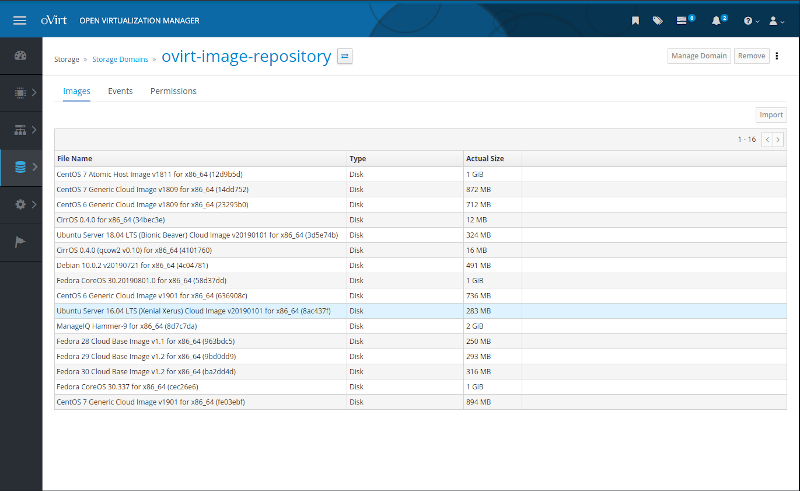 oVirt OPEN VIRTUALIZATION MANAGER 6 2
Storage » Storage Domains » ovirt-image-repository Manage Domain Remove
Images Events Permissions
Import
1 - 16
File Name Type Actual Size
CentOS 7 Atomic Host Image v1811 for x86_64 (12d9b5d) Disk 1 GiB
CentOS 7 Generic Cloud Image v1809 for x86_64 (14dd752) Disk 872 MB
CentOS 6 Generic Cloud Image v1809 for x86_64 (23295b0) Disk 712 MB
CirrOS 0.4.0 for x86_64 (34bec3e) Disk 12 MB
Ubuntu Server 18.04 LTS (Bionic Beaver) Cloud Image v20190101 for x86_64 (3d5e74b) Disk 324 MB
CirrOS 0.4.0 (qcow2 v0.10) for x86_64 (4101760) Disk 16 MB
Debian 10.0.2 v20190721 for x86_64 (4c04781) Disk 491 MB
Fedora CoreOS 30.20190801.0 for x86_64 (58d37dd) Disk 1 GiB
CentOS 6 Generic Cloud Image v1901 for x86_64 (636908c) Disk 736 MB
Ubuntu Server 16.04 LTS (Xenial Xerus) Cloud Image v20190101 for x86_64 (8ac437f) Disk 283 MB
ManageIQ Hammer-9 for x86_64 (8d7c7da) Disk 2 GiB
Fedora 28 Cloud Base Image v1.1 for x86_64 (963bdc5) Disk 250 MB
Fedora 29 Cloud Base Image v1.2 for x86_64 (9bd0dd9) Disk 293 MB
Fedora 30 Cloud Base Image v1.2 for x86_64 (ba2dd4d) Disk 316 MB
Fedora CoreOS 30.337 for x86_64 (cec26e6) Disk 1 GiB
CentOS 7 Generic Cloud Image v1901 for x86_64 (fe03ebf) Disk 894 MB